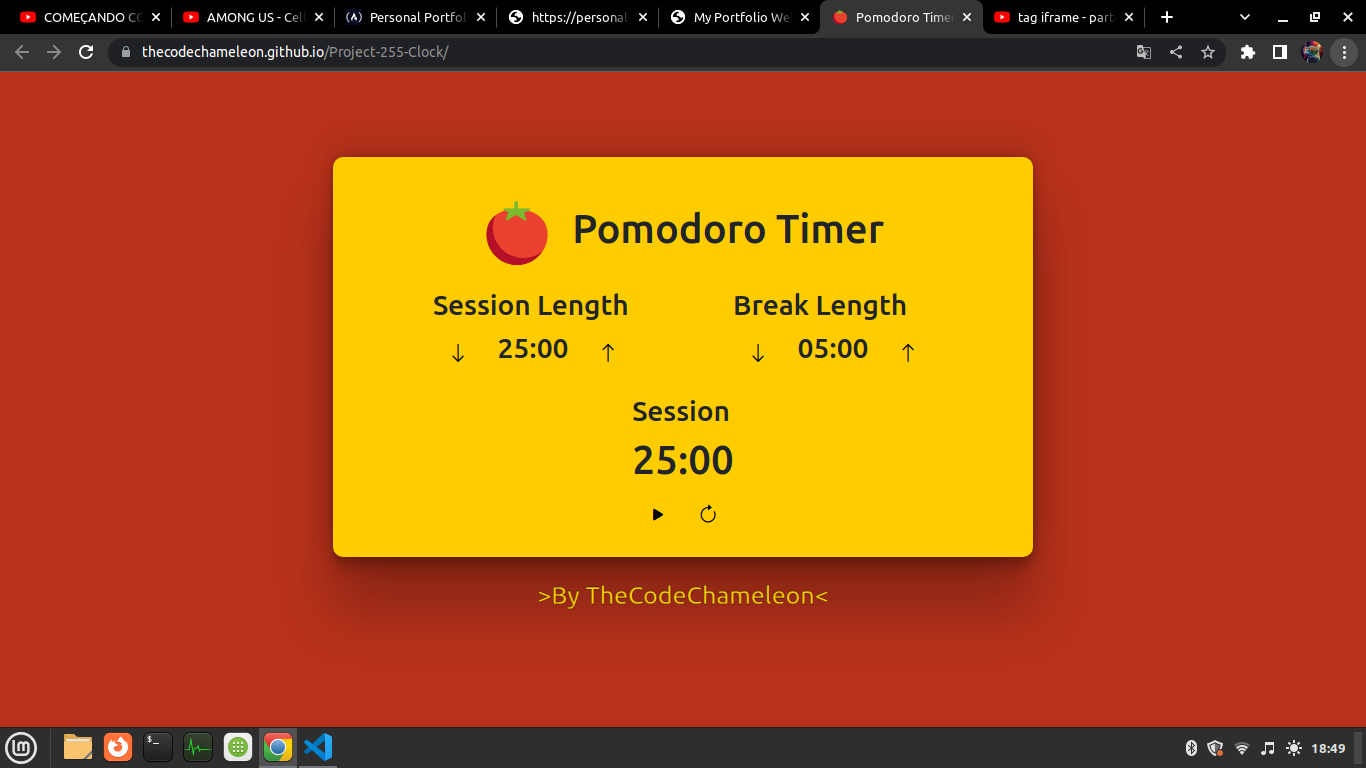 COMEÇANDO CO
AMONG US - Cel
Personal Portfol
https://personal
My Portfolio We
Pomodoro Timer
tag iframe - part
thecodechameleon.github.io/Project-255-Clock/
Pomodoro Timer
Session Length
Break Length
↓ 25:00 ↑
↓ 05:00 ↑
Session
25:00
>By TheCodeChameleon<
18:49